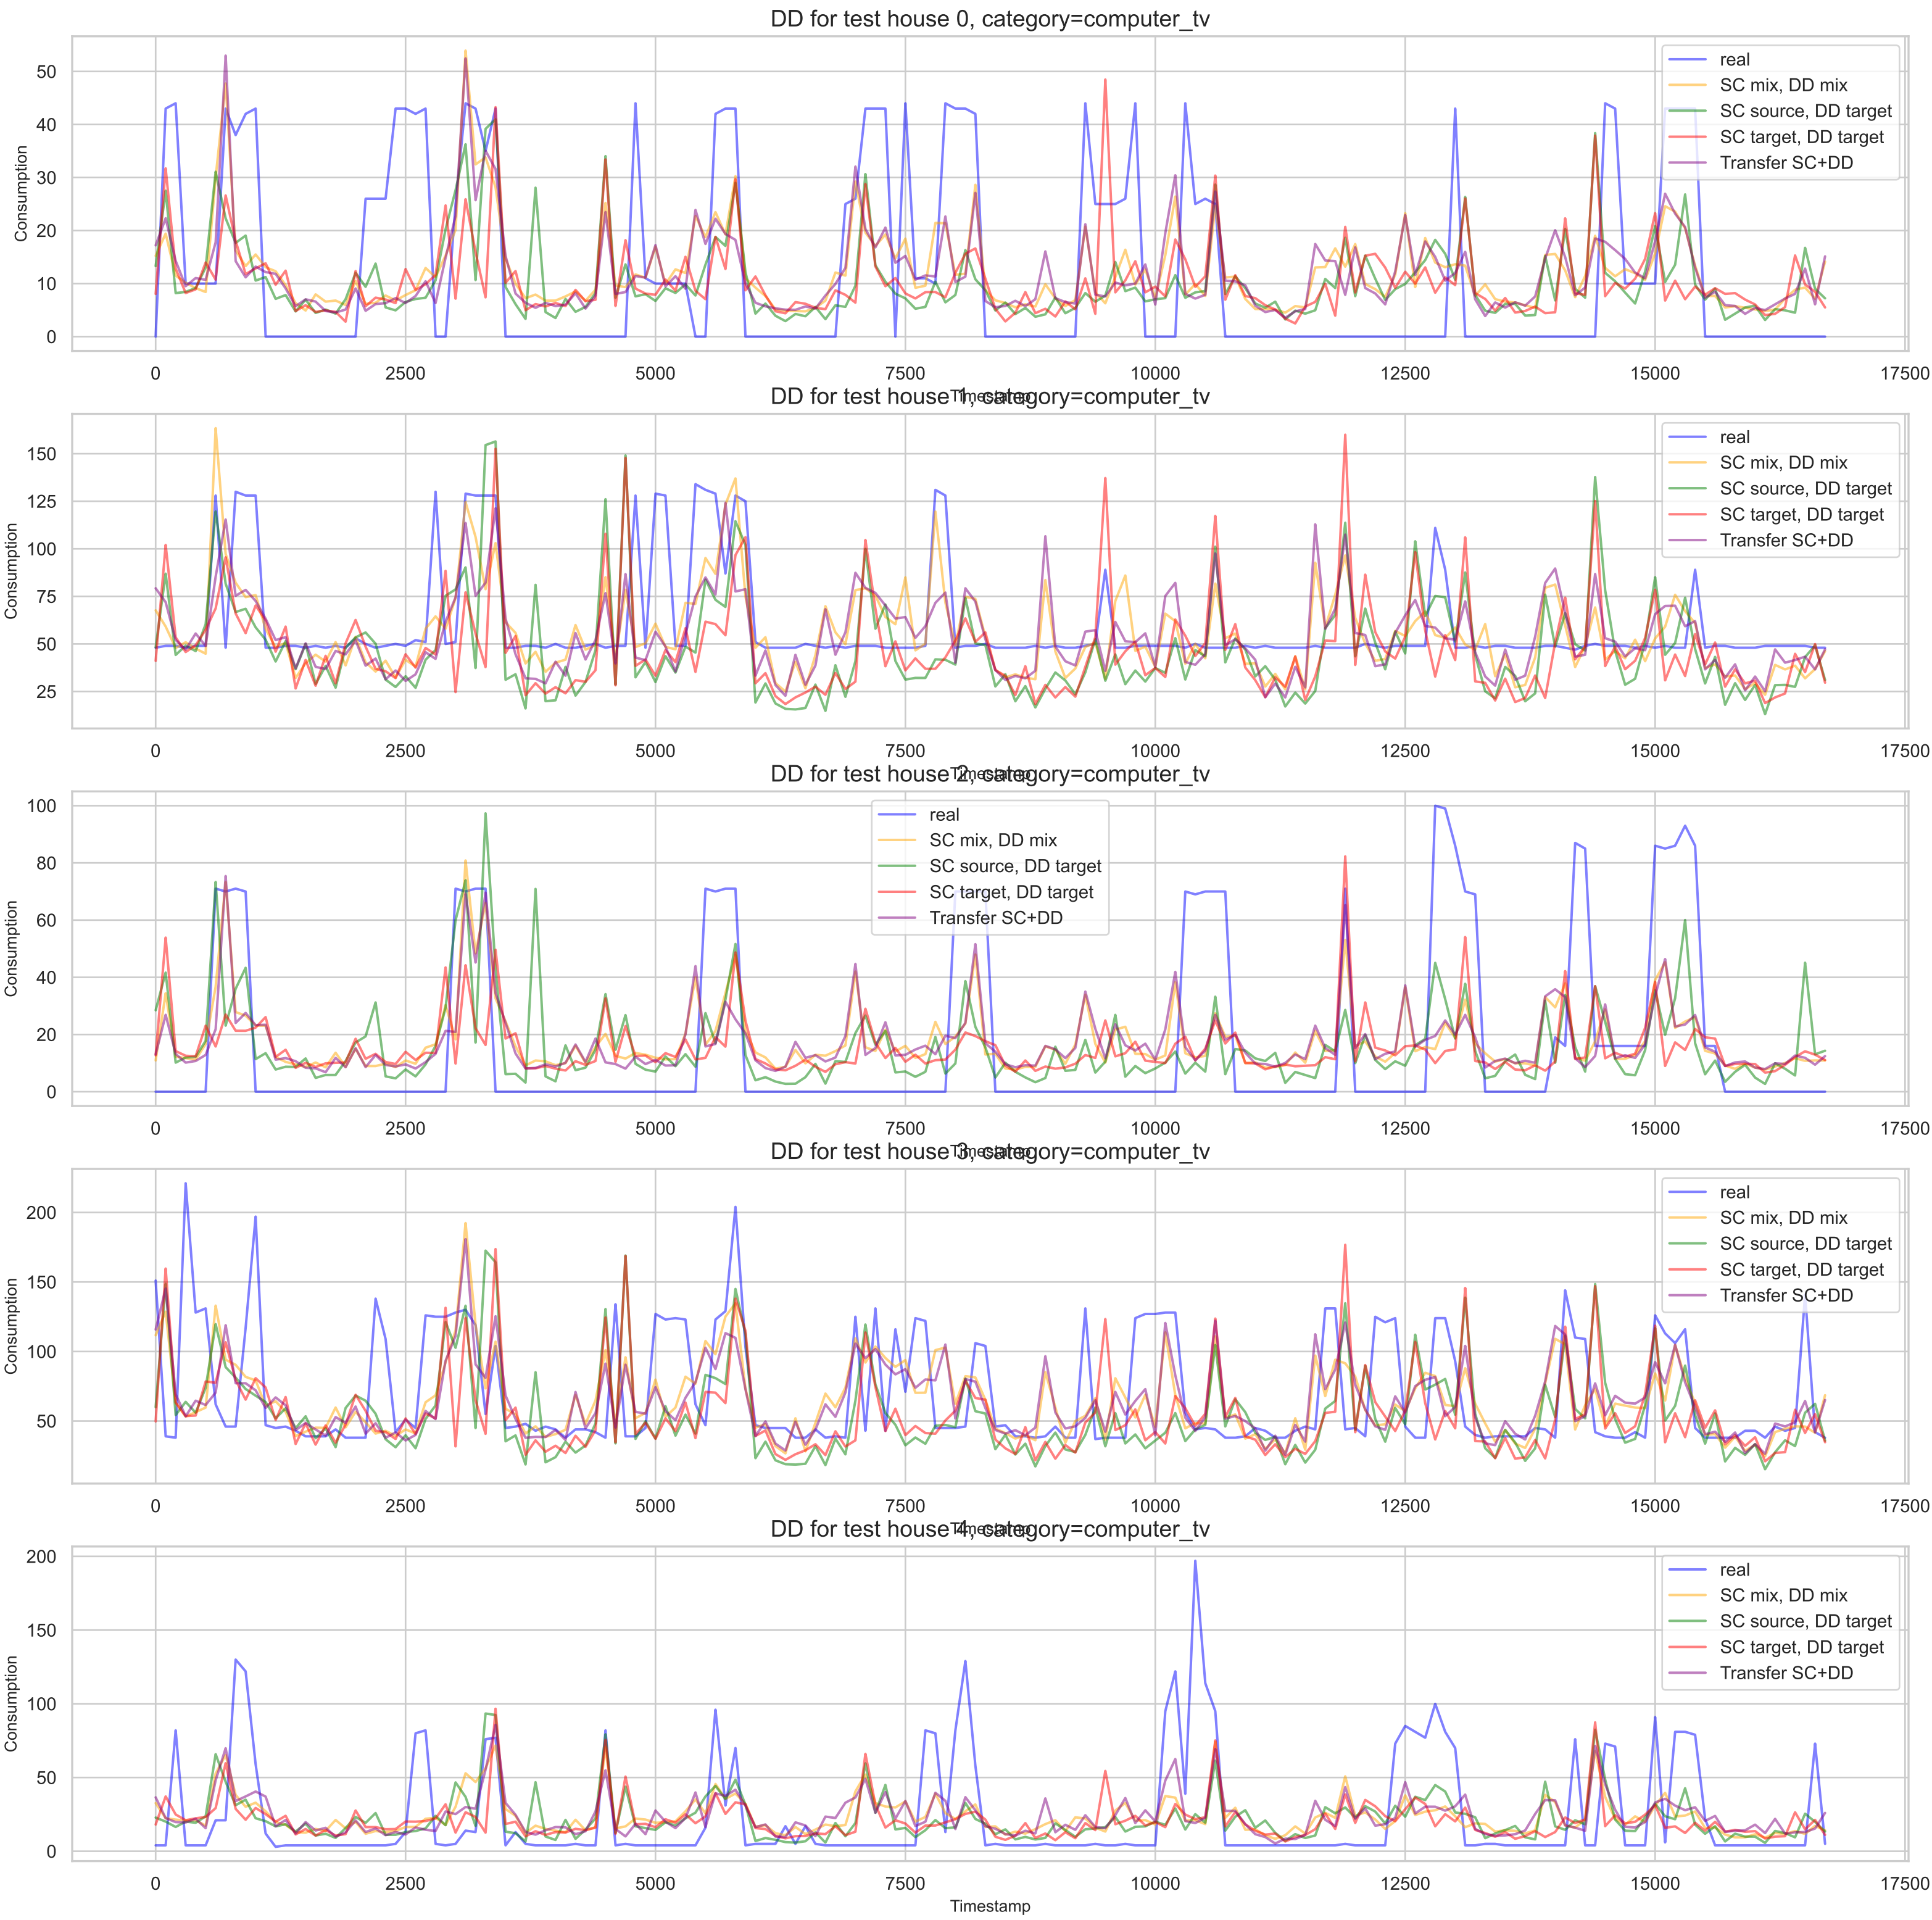 DD for test house 0, category=computer_tv
Consumption
50
40
30
20
10
0
real
SC mix, DD mix
SC source, DD target
SC target, DD target
Transfer SC+DD
0 2500 5000 7500 10000 12500 15000 17500
Timestamp
DD for test house 1, category=computer_tv
Consumption
150
125
100
75
50
25
real
SC mix, DD mix
SC source, DD target
SC target, DD target
Transfer SC+DD
0 2500 5000 7500 10000 12500 15000 17500
Timestamp
DD for test house 2, category=computer_tv
Consumption
100
80
60
40
20
0
real
SC mix, DD mix
SC source, DD target
SC target, DD target
Transfer SC+DD
0 2500 5000 7500 10000 12500 15000 17500
Timestamp
DD for test house 3, category=computer_tv
Consumption
200
150
100
50
real
SC mix, DD mix
SC source, DD target
SC target, DD target
Transfer SC+DD
0 2500 5000 7500 10000 12500 15000 17500
Timestamp
DD for test house 4, category=computer_tv
Consumption
200
150
100
50
0
real
SC mix, DD mix
SC source, DD target
SC target, DD target
Transfer SC+DD
0 2500 5000 7500 10000 12500 15000 17500
Timestamp